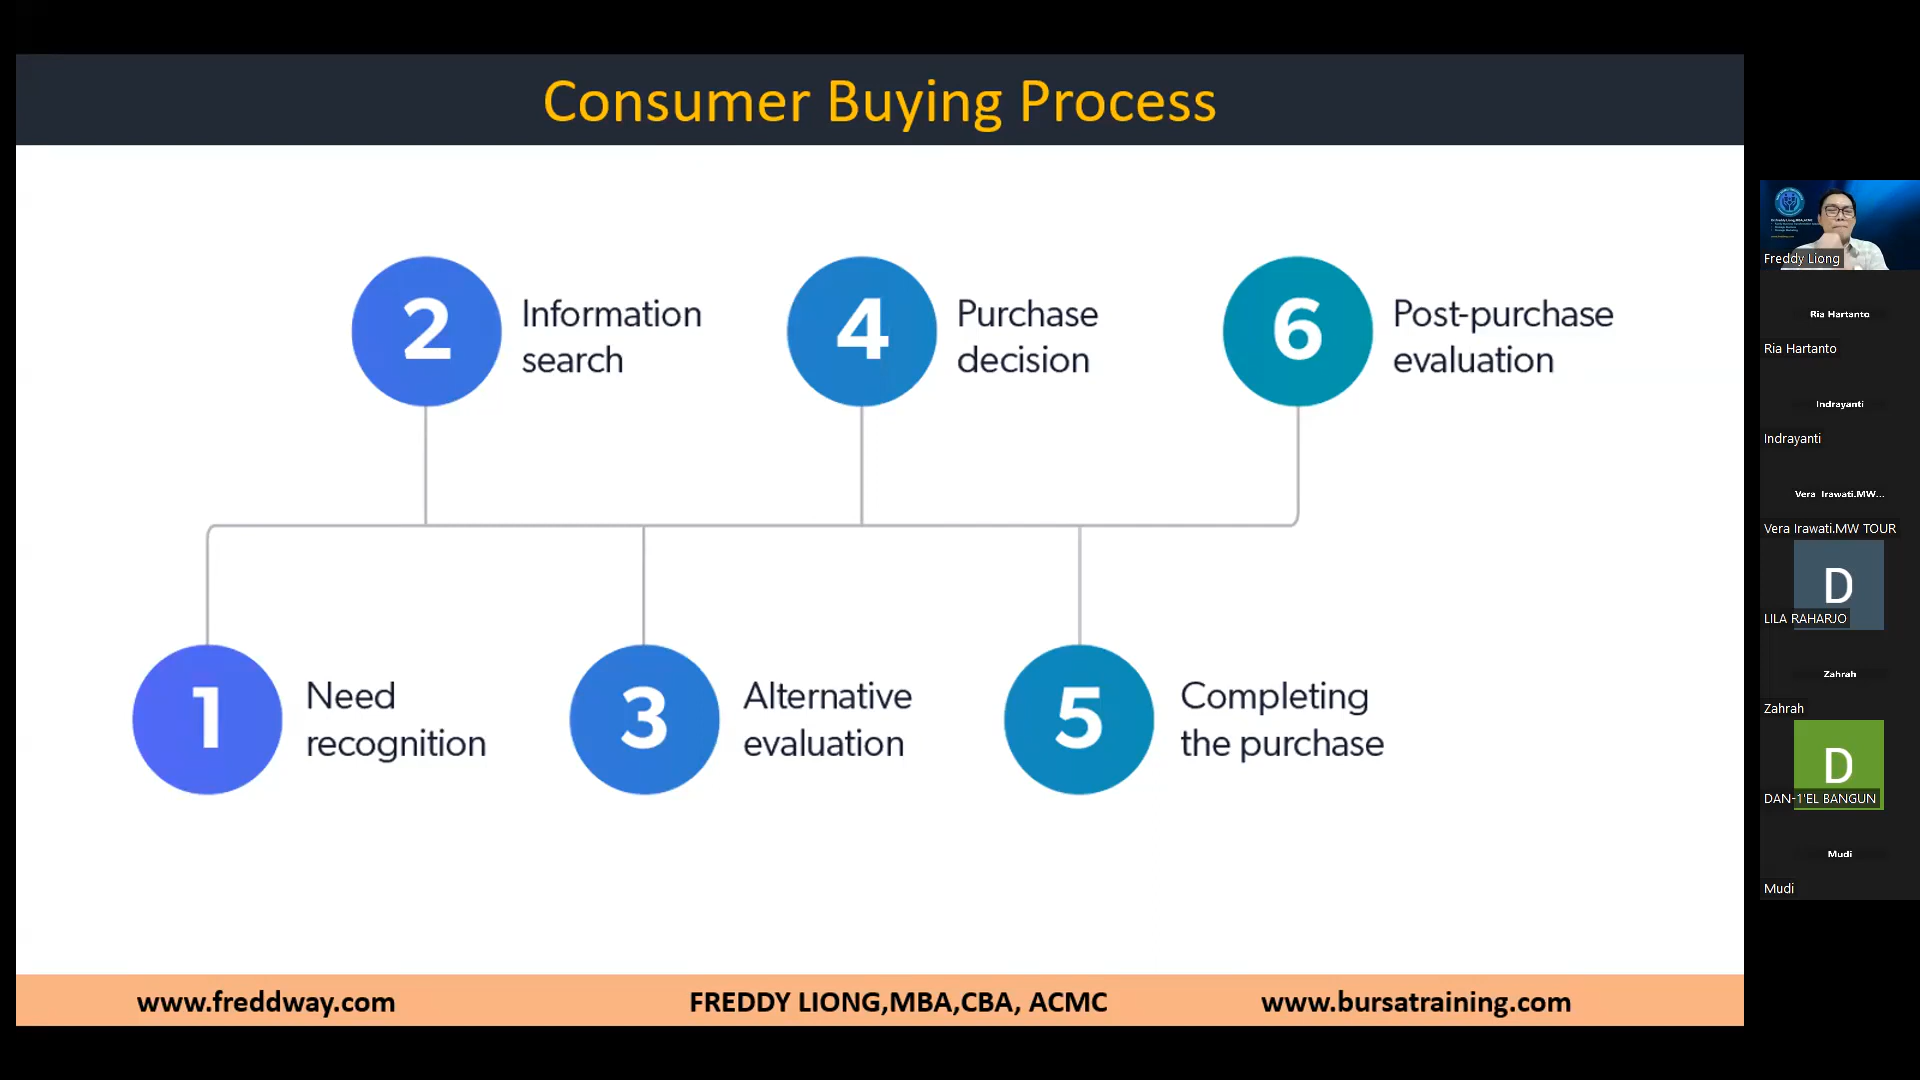 Consumer Buying Process
2
Information
search
4
Purchase
decision
6
Post-purchase
evaluation
1
Need
recognition
3
Alternative
evaluation
5
Completing
the purchase
www.freddway.com
FREDDY LIONG,MBA,CBA, ACMC
www.bursatraining.com
Freddy Liong
Ria Hartanto
Ria Hartanto
Indrayanti
Indrayanti
Vera Irawati.MW...
Vera Irawati.MW TOUR
D
LILA RAHARJO
Zahrah
Zahrah
D
DAN-1'EL BANGUN
Mudi
Mudi